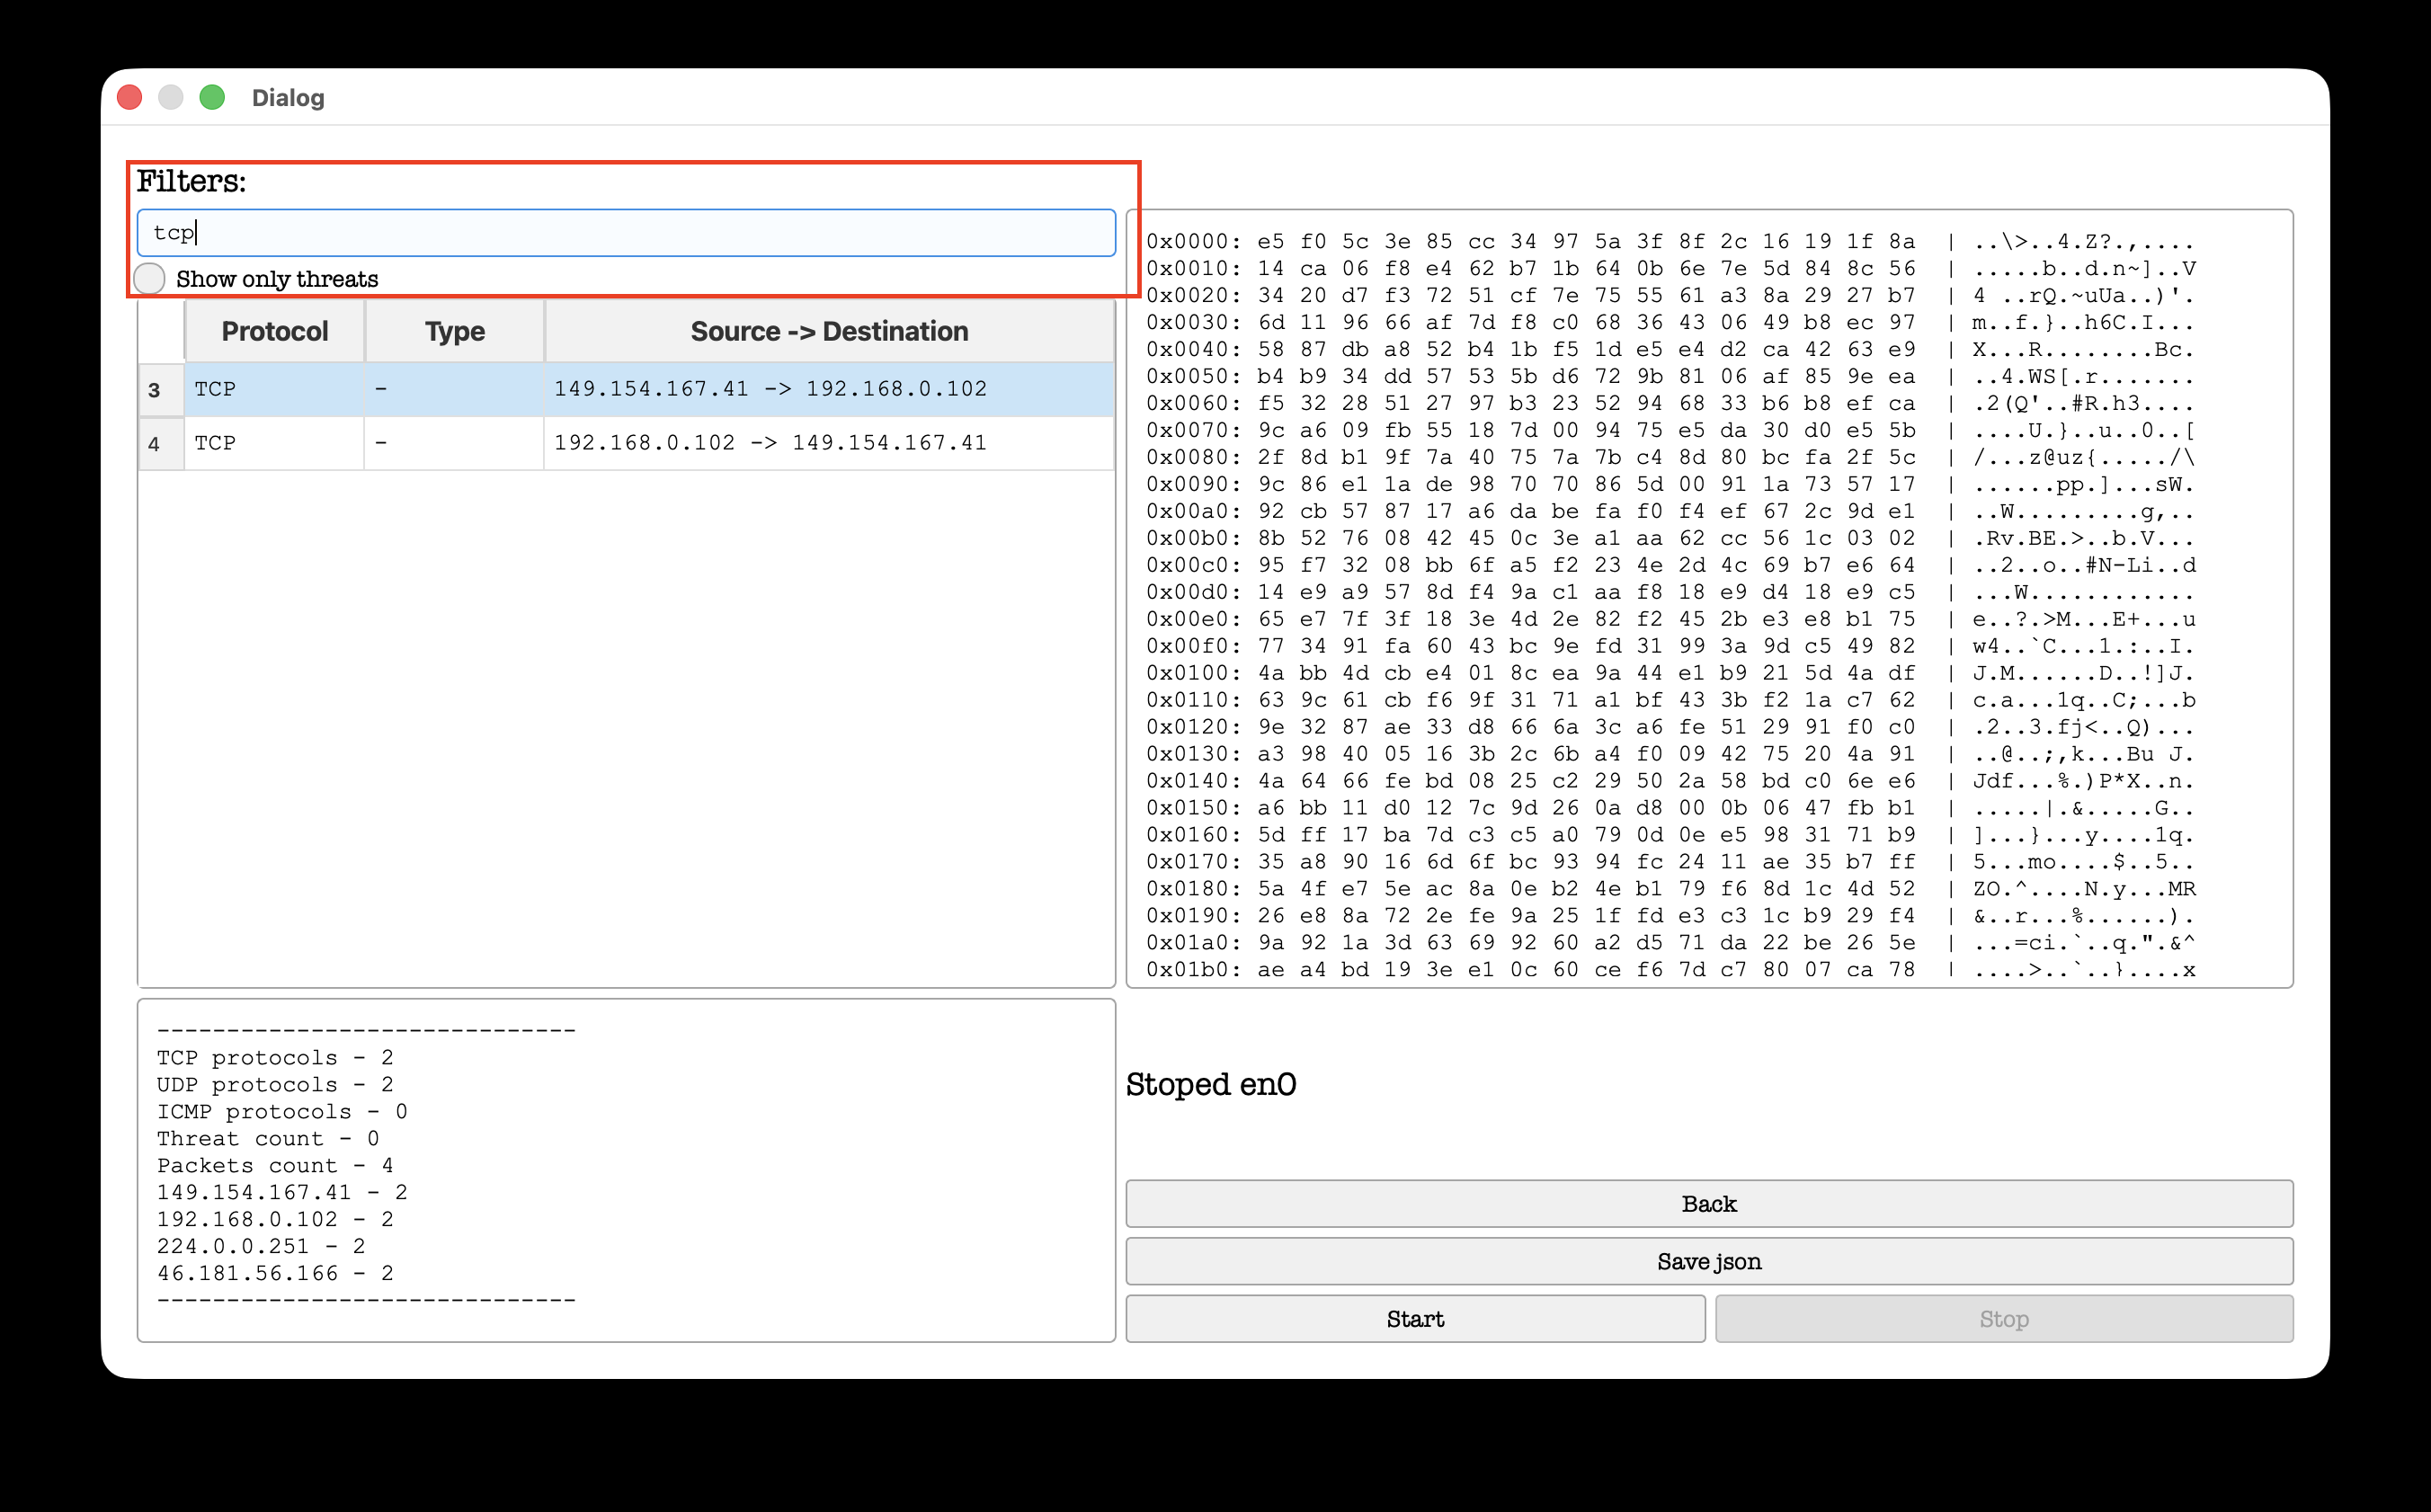 Dialog
Filters:
tcp
Show only threats
Protocol Type Source -> Destination
3 TCP - 149.154.167.41 -> 192.168.0.102
4 TCP - 192.168.0.102 -> 149.154.167.41
0x0000: e5 f0 5c 3e 85 cc 34 97 5a 3f 8f 2c 16 19 1f 8a | ..\>..4.Z?.,....
0x0010: 14 ca 06 f8 e4 62 b7 1b 64 0b 6e 7e 5d 84 8c 56 | .....b..d.n~]..V
0x0020: 34 20 d7 f3 72 51 cf 7e 75 55 61 a3 8a 29 27 b7 | 4 ..rQ.~uUa..)'.
0x0030: 6d 11 96 66 af 7d f8 c0 68 36 43 06 49 b8 ec 97 | m..f.}..h6C.I...
0x0040: 58 87 db a8 52 b4 1b f5 1d e5 e4 d2 ca 42 63 e9 | X...R........Bc.
0x0050: b4 b9 34 dd 57 53 5b d6 72 9b 81 06 af 85 9e ea | ..4.WS[.r.......
0x0060: f5 32 28 51 27 97 b3 23 52 94 68 33 b6 b8 ef ca | .2(Q'..#R.h3....
0x0070: 9c a6 09 fb 55 18 7d 00 94 75 e5 da 30 d0 e5 5b | ....U.}..u..0..[
0x0080: 2f 8d b1 9f 7a 40 75 7a 7b c4 8d 80 bc fa 2f 5c | /...z@uz{...../\
0x0090: 9c 86 e1 1a de 98 70 70 86 5d 00 91 1a 73 57 17 | ......pp.]...sW.
0x00a0: 92 cb 57 87 17 a6 da be fa f0 f4 ef 67 2c 9d e1 | ..W.........g,..
0x00b0: 8b 52 76 08 42 45 0c 3e a1 aa 62 cc 56 1c 03 02 | .Rv.BE.>..b.V...
0x00c0: 95 f7 32 08 bb 6f a5 f2 23 4e 2d 4c 69 b7 e6 64 | ..2..o..#N-Li..d
0x00d0: 14 e9 a9 57 8d f4 9a c1 aa f8 18 e9 d4 18 e9 c5 | ...W............
0x00e0: 65 e7 7f 3f 18 3e 4d 2e 82 f2 45 2b e3 e8 b1 75 | e..?.>M...E+...u
0x00f0: 77 34 91 fa 60 43 bc 9e fd 31 99 3a 9d c5 49 82 | w4..`C...1.:..I.
0x0100: 4a bb 4d cb e4 01 8c ea 9a 44 e1 b9 21 5d 4a df | J.M......D..!]J.
0x0110: 63 9c 61 cb f6 9f 31 71 a1 bf 43 3b f2 1a c7 62 | c.a...1q..C;...b
0x0120: 9e 32 87 ae 33 d8 66 6a 3c a6 fe 51 29 91 f0 c0 | .2..3.fj<..Q)...
0x0130: a3 98 40 05 16 3b 2c 6b a4 f0 09 42 75 20 4a 91 | ..@..;,k...Bu J.
0x0140: 4a 64 66 fe bd 08 25 c2 29 50 2a 58 bd c0 6e e6 | Jdf...%.)P*X..n.
0x0150: a6 bb 11 d0 12 7c 9d 26 0a d8 00 0b 06 47 fb b1 | .....|.&.....G..
0x0160: 5d ff 17 ba 7d c3 c5 a0 79 0d 0e e5 98 31 71 b9 | ]...}...y....1q.
0x0170: 35 a8 90 16 6d 6f bc 93 94 fc 24 11 ae 35 b7 ff | 5...mo....$..5..
0x0180: 5a 4f e7 5e ac 8a 0e b2 4e b1 79 f6 8d 1c 4d 52 | ZO.^....N.y...MR
0x0190: 26 e8 8a 72 2e fe 9a 25 1f fd e3 c3 1c b9 29 f4 | &..r...%......).
0x01a0: 9a 92 1a 3d 63 69 92 60 a2 d5 71 da 22 be 26 5e | ...=ci.`..q.".&^
0x01b0: ae a4 bd 19 3e e1 0c 60 ce f6 7d c7 80 07 ca 78 | ....>..`..}....x
------------------------------
TCP protocols - 2
UDP protocols - 2
ICMP protocols - 0
Threat count - 0
Packets count - 4
149.154.167.41 - 2
192.168.0.102 - 2
224.0.0.251 - 2
46.181.56.166 - 2
------------------------------
Stoped en0
Back
Save json
Start Stop